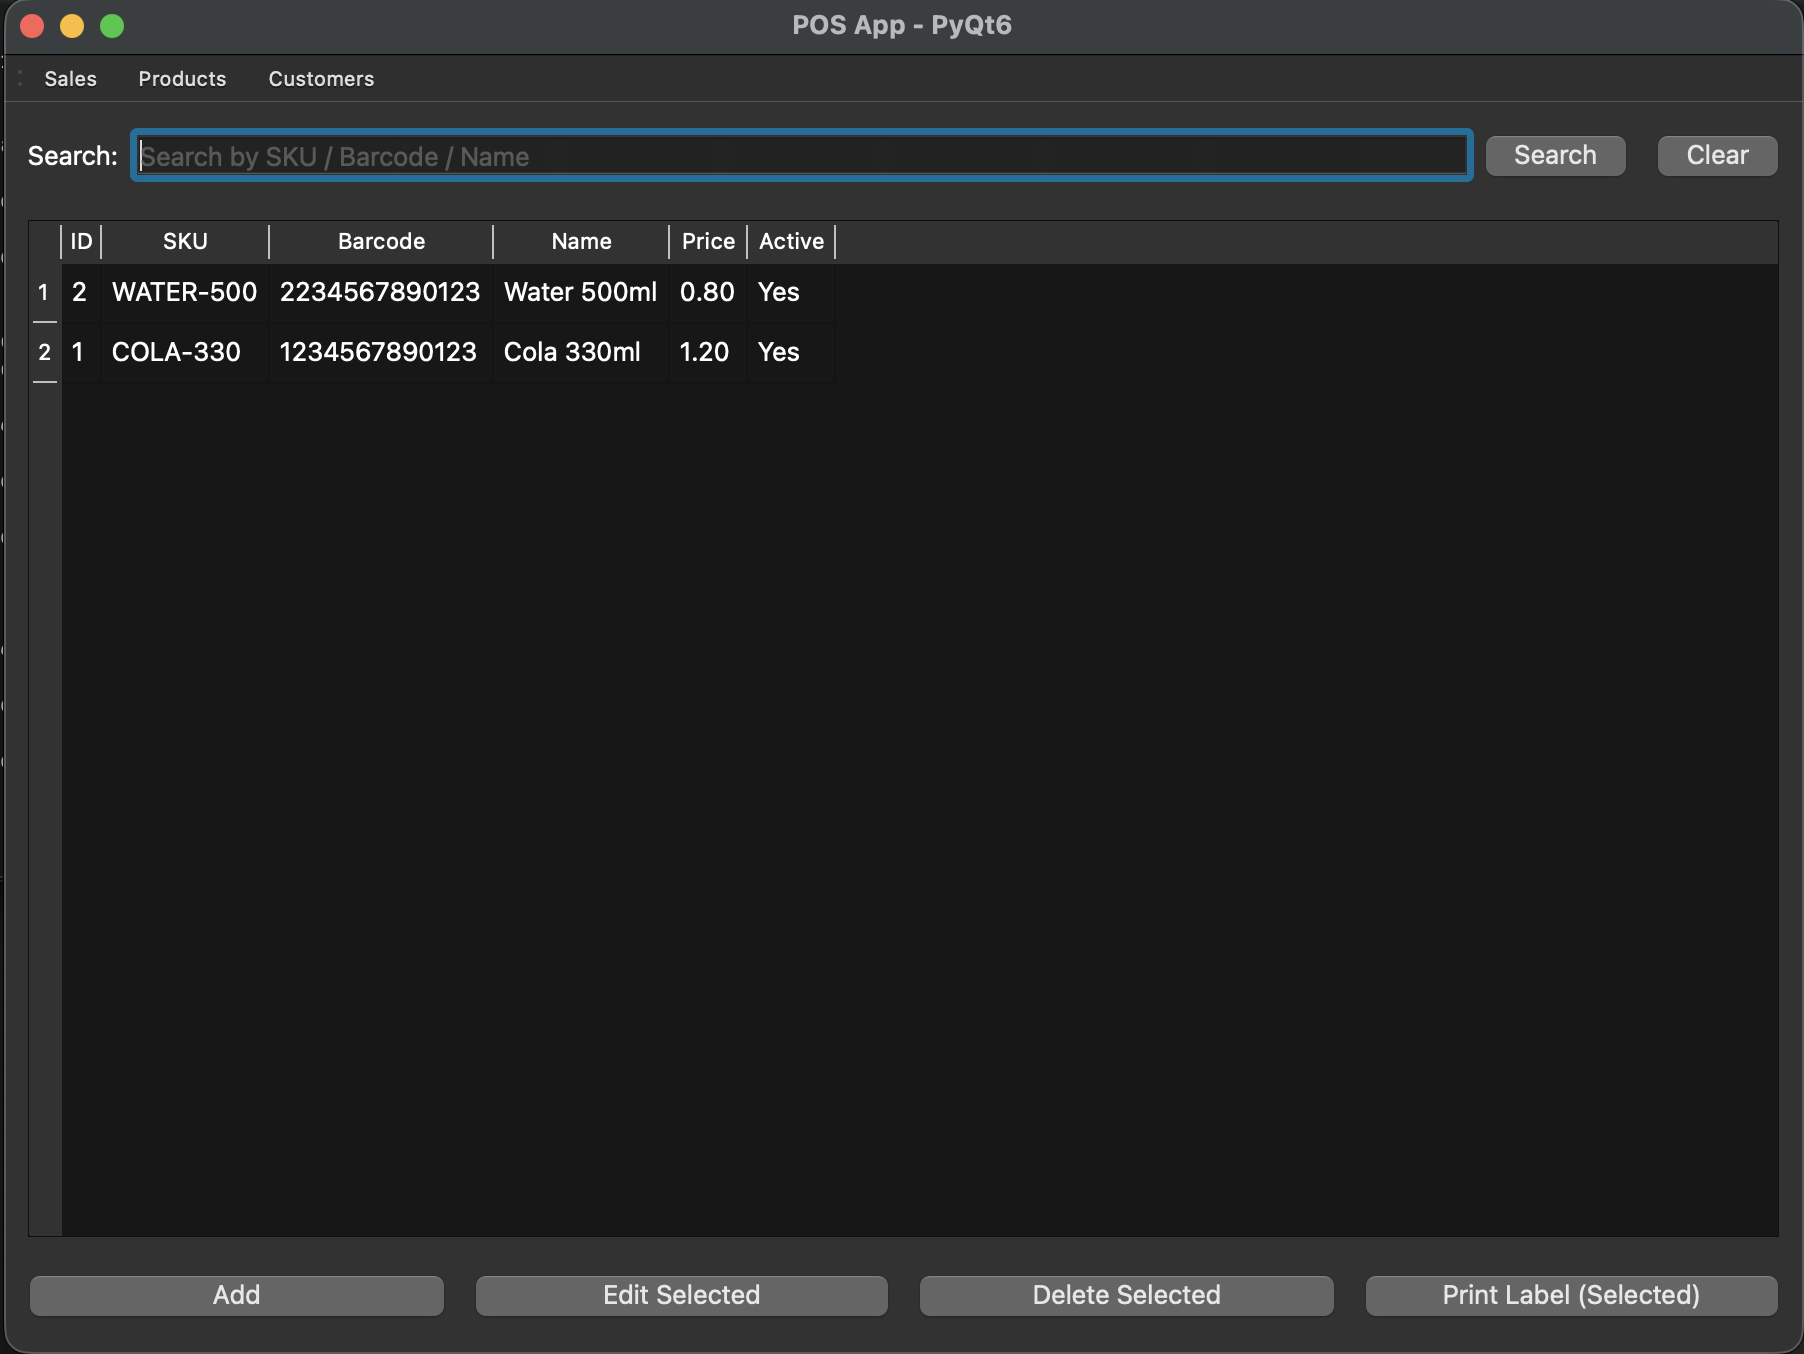 POS App - PyQt6
Sales Products Customers
Search: Search by SKU / Barcode / Name Search Clear
ID SKU Barcode Name Price Active
1 2 WATER-500 2234567890123 Water 500ml 0.80 Yes
2 1 COLA-330 1234567890123 Cola 330ml 1.20 Yes
Add Edit Selected Delete Selected Print Label (Selected)